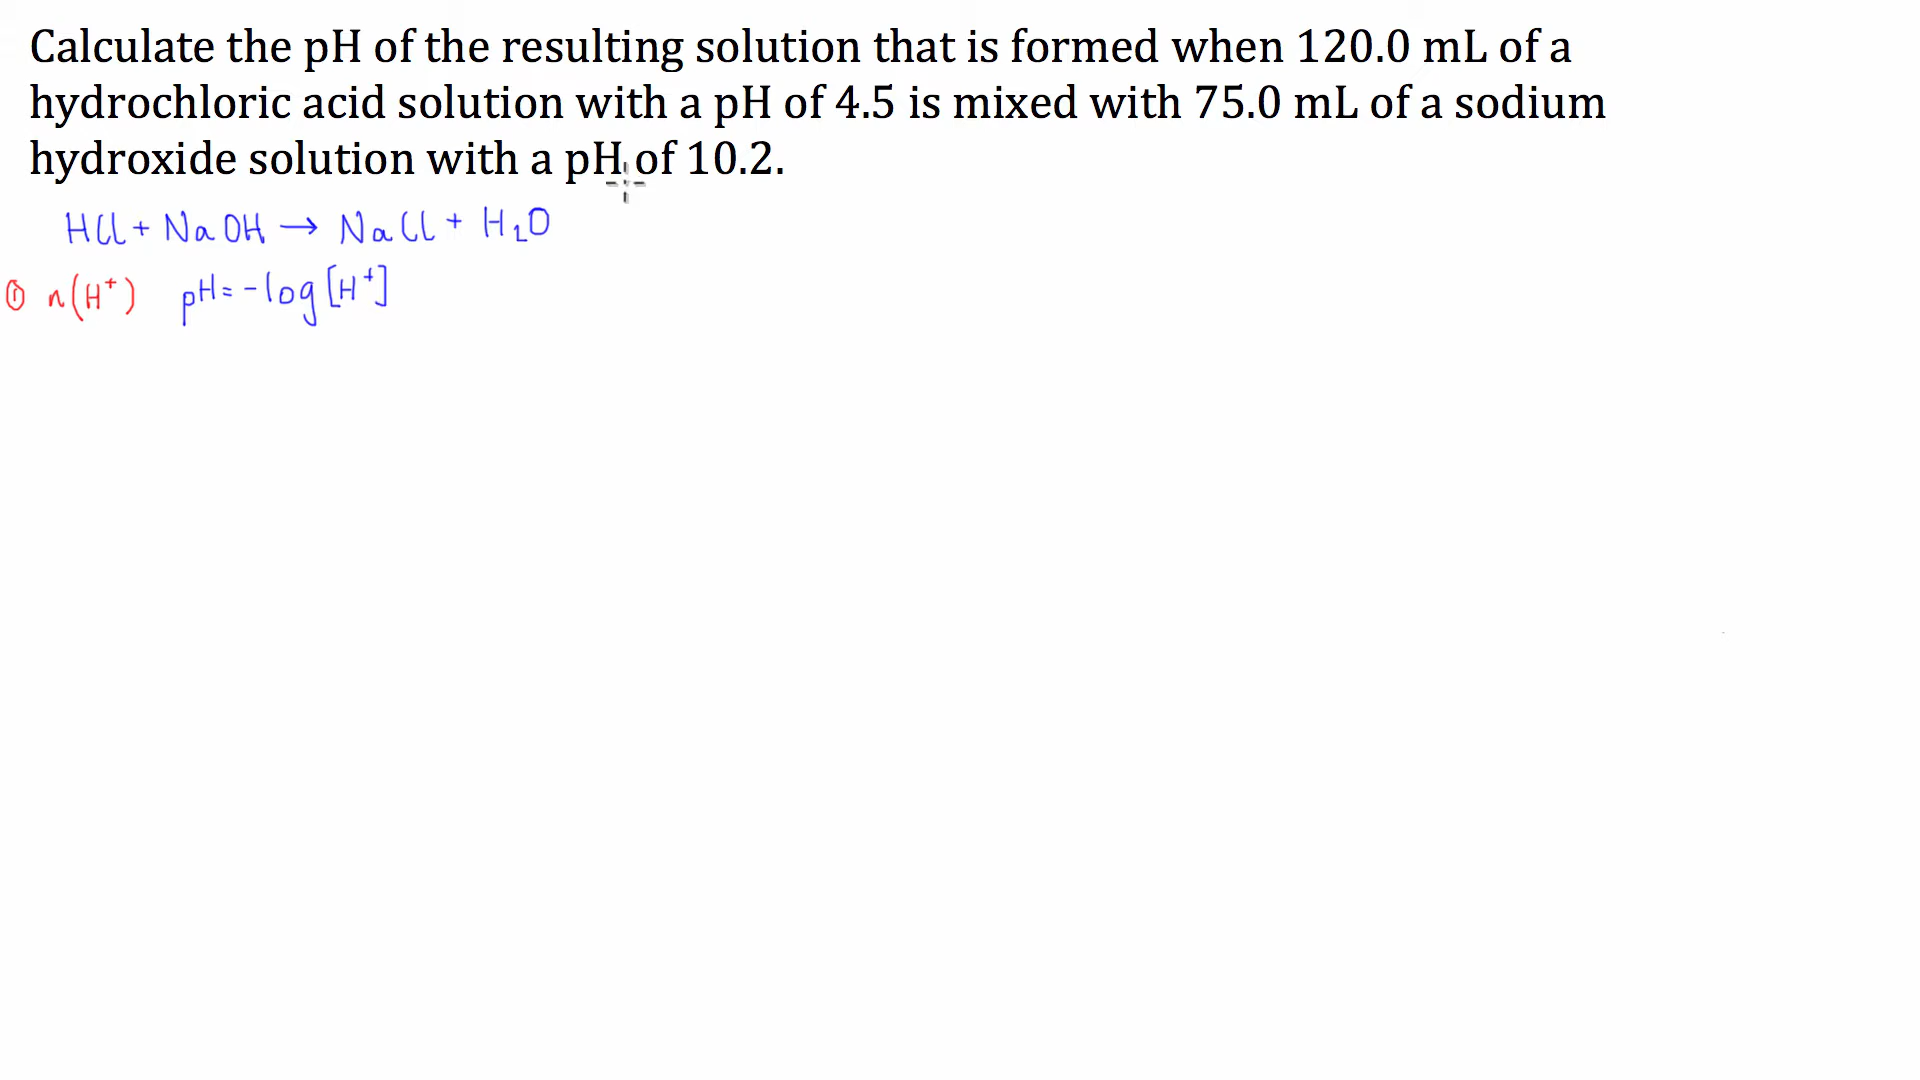 Calculate the pH of the resulting solution that is formed when 120.0 mL of a
hydrochloric acid solution with a pH of 4.5 is mixed with 75.0 mL of a sodium
hydroxide solution with a pH of 10.2.
HCl + NaOH → NaCl + H₂O
① n(H⁺) pH = -log[H⁺]